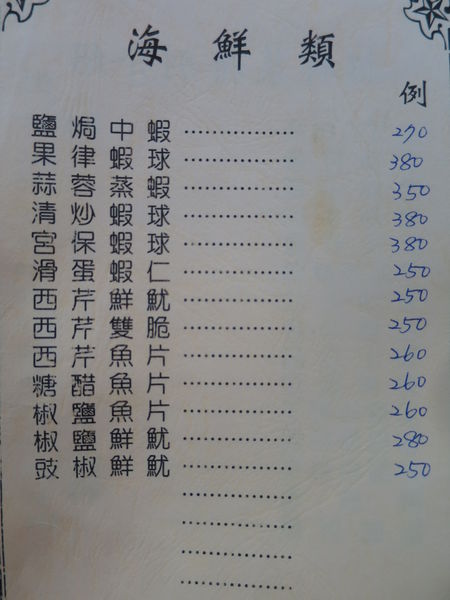 海鮮類
例
鹽焗中蝦 270
果律蝦球 380
蒜蓉蒸蝦 350
清炒蝦球 380
宮保蝦球 380
滑蛋蝦仁 250
西芹鮮魷 250
西芹雙脆 250
西芹魚片 260
糖醋魚片 260
椒鹽魚片 260
椒鹽鮮魷 280
豉椒鮮魷 250